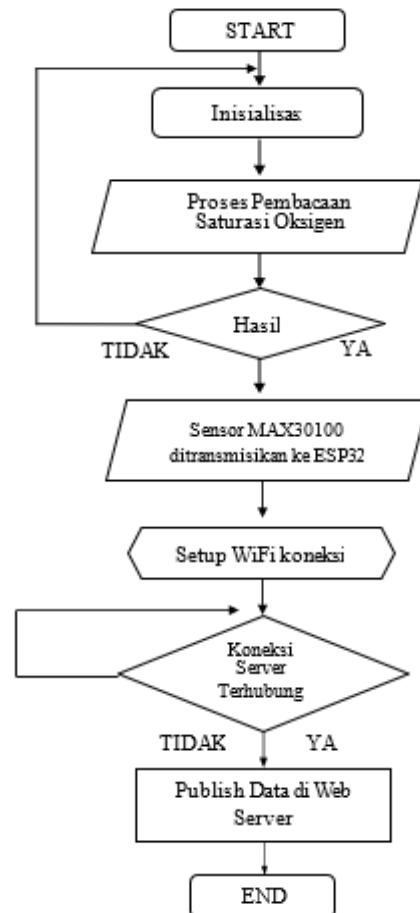 START
Inisialisas
Proses Pembacaan
Saturasi Oksigen
Hasil
TIDAK
YA
Sensor MAX30100
ditransmisikan ke ESP32
Setup WiFi koneksi
Koneksi
Server
Terhubung
TIDAK
YA
Publish Data di Web
Server
END